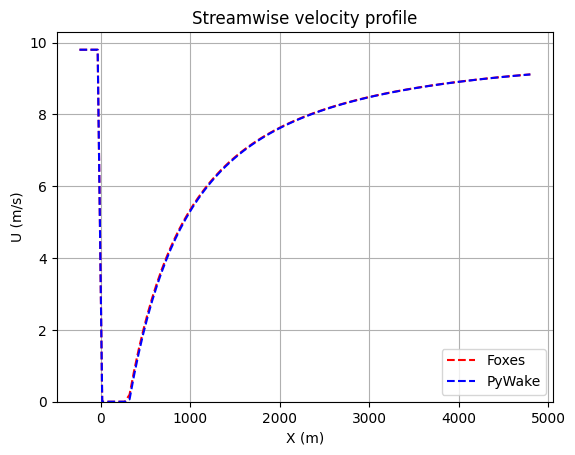 Streamwise velocity profile
10
8
6
4
2
0
U (m/s)
0 1000 2000 3000 4000 5000
X (m)
Foxes
PyWake